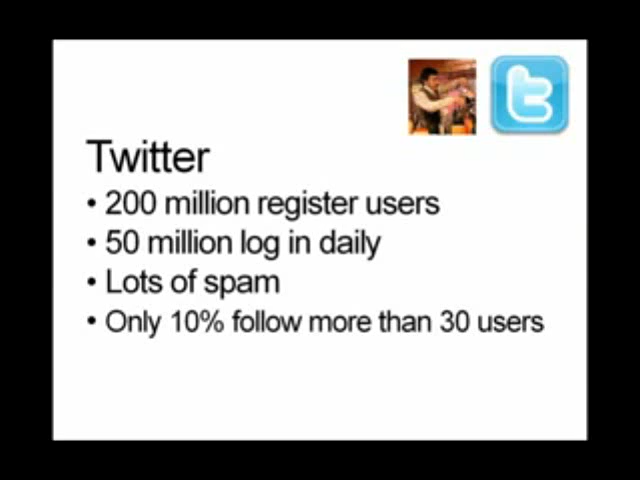 Twitter
• 200 million register users
• 50 million log in daily
• Lots of spam
• Only 10% follow more than 30 users